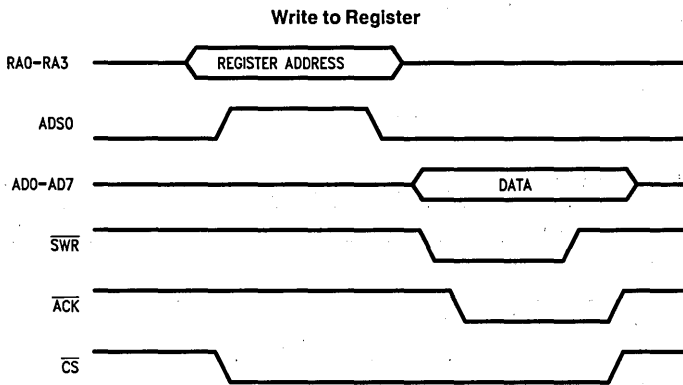 Write to Register
RA0-RA3
REGISTER ADDRESS
ADS0
AD0-AD7
DATA
SWR
ACK
CS